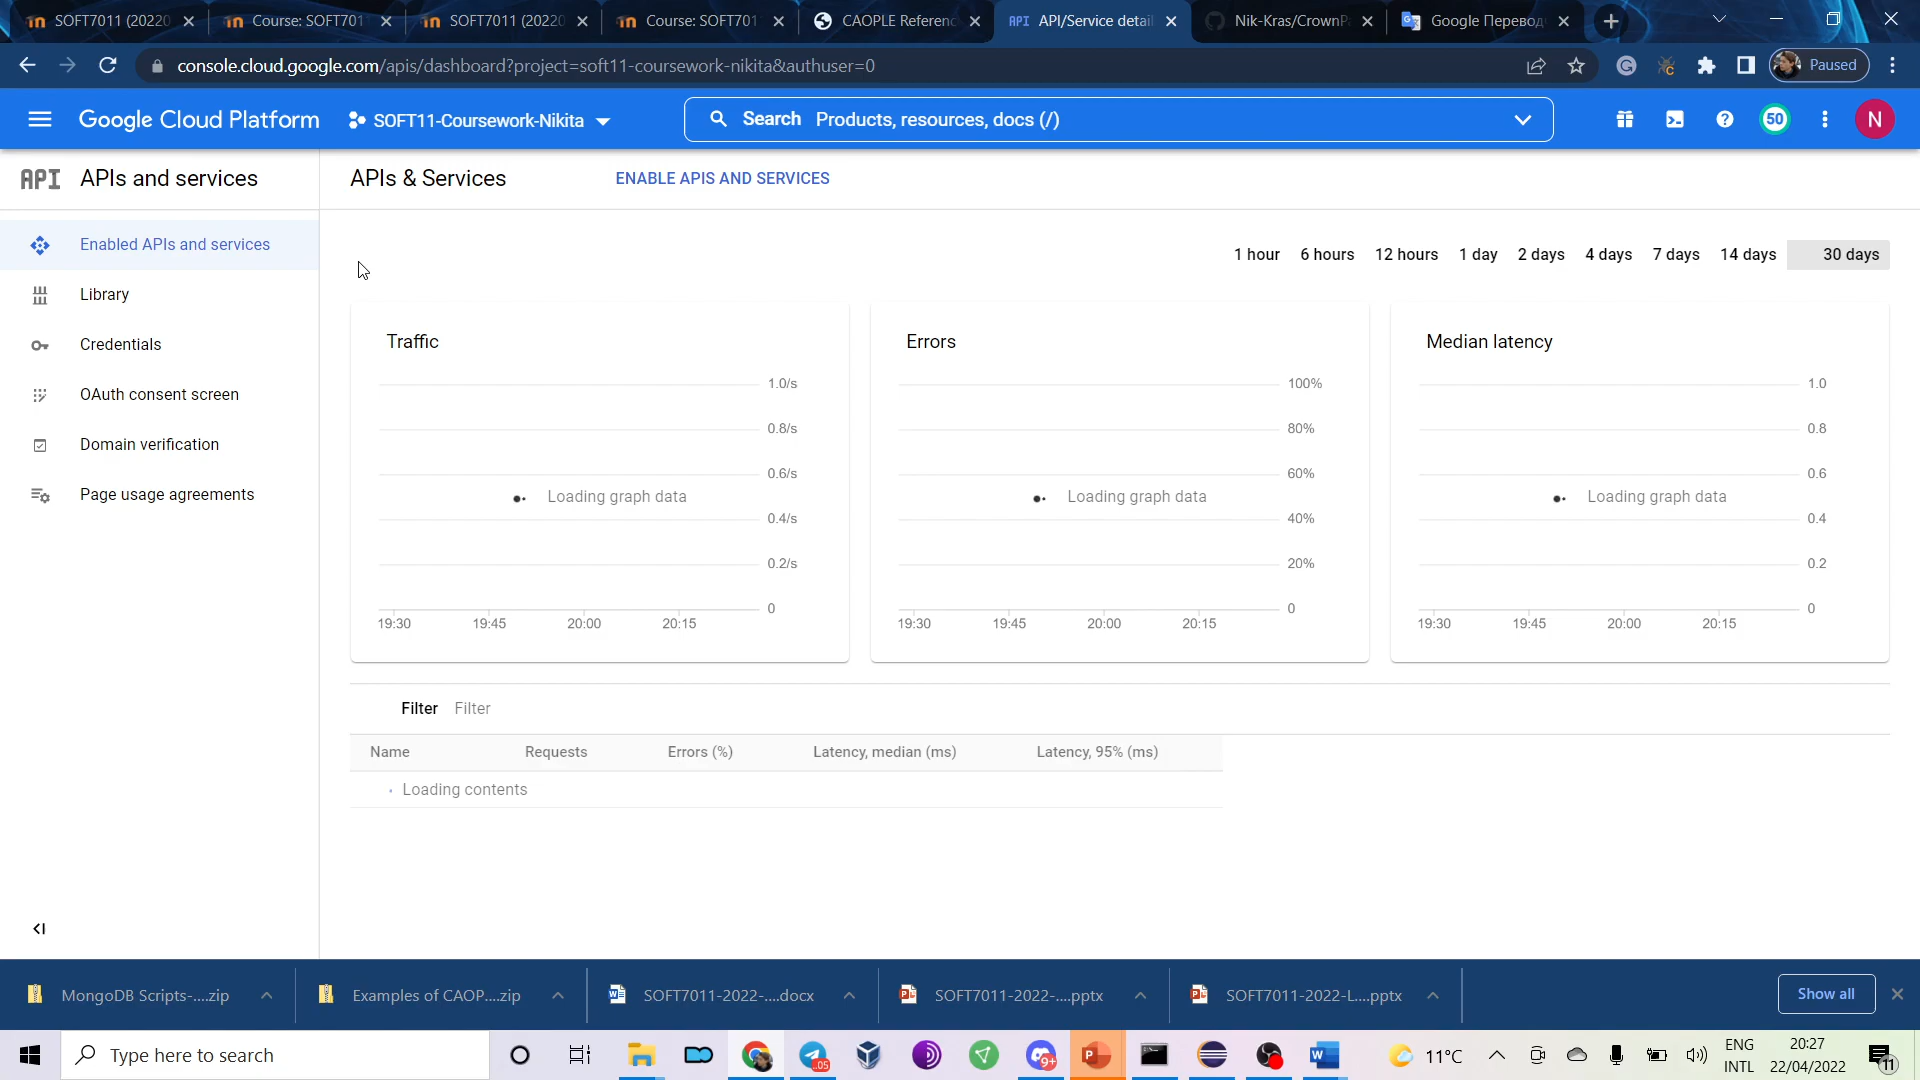 SOFT7011 (20220
Course: SOFT701
SOFT7011 (20220
Course: SOFT701
CAOPLE Referenc
API API/Service detail
Nik-Kras/CrownP
Google Перевод
console.cloud.google.com/apis/dashboard?project=soft11-coursework-nikita&authuser=0
Paused
Google Cloud Platform
SOFT11-Coursework-Nikita
Search Products, resources, docs (/)
50
N
API APIs and services
APIs & Services
ENABLE APIS AND SERVICES
Enabled APIs and services
Library
Credentials
OAuth consent screen
Domain verification
Page usage agreements
1 hour 6 hours 12 hours 1 day 2 days 4 days 7 days 14 days 30 days
Traffic
1.0/s
0.8/s
0.6/s
Loading graph data
0.4/s
0.2/s
0
19:30 19:45 20:00 20:15
Errors
100%
80%
60%
Loading graph data
40%
20%
0
19:30 19:45 20:00 20:15
Median latency
1.0
0.8
0.6
Loading graph data
0.4
0.2
0
19:30 19:45 20:00 20:15
Filter Filter
Name Requests Errors (%) Latency, median (ms) Latency, 95% (ms)
Loading contents
MongoDB Scripts-....zip
Examples of CAOP....zip
SOFT7011-2022-....docx
SOFT7011-2022-....pptx
SOFT7011-2022-L....pptx
Show all
Type here to search
11°C
ENG
INTL
20:27
22/04/2022
11